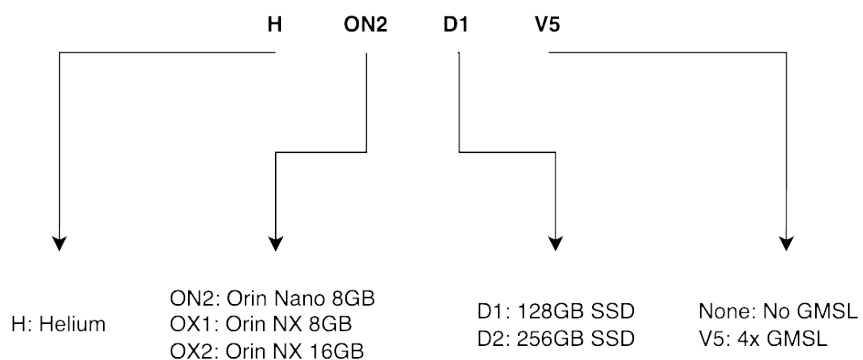 H ON2 D1 V5
H: Helium
ON2: Orin Nano 8GB
OX1: Orin NX 8GB
OX2: Orin NX 16GB
D1: 128GB SSD
D2: 256GB SSD
None: No GMSL
V5: 4x GMSL